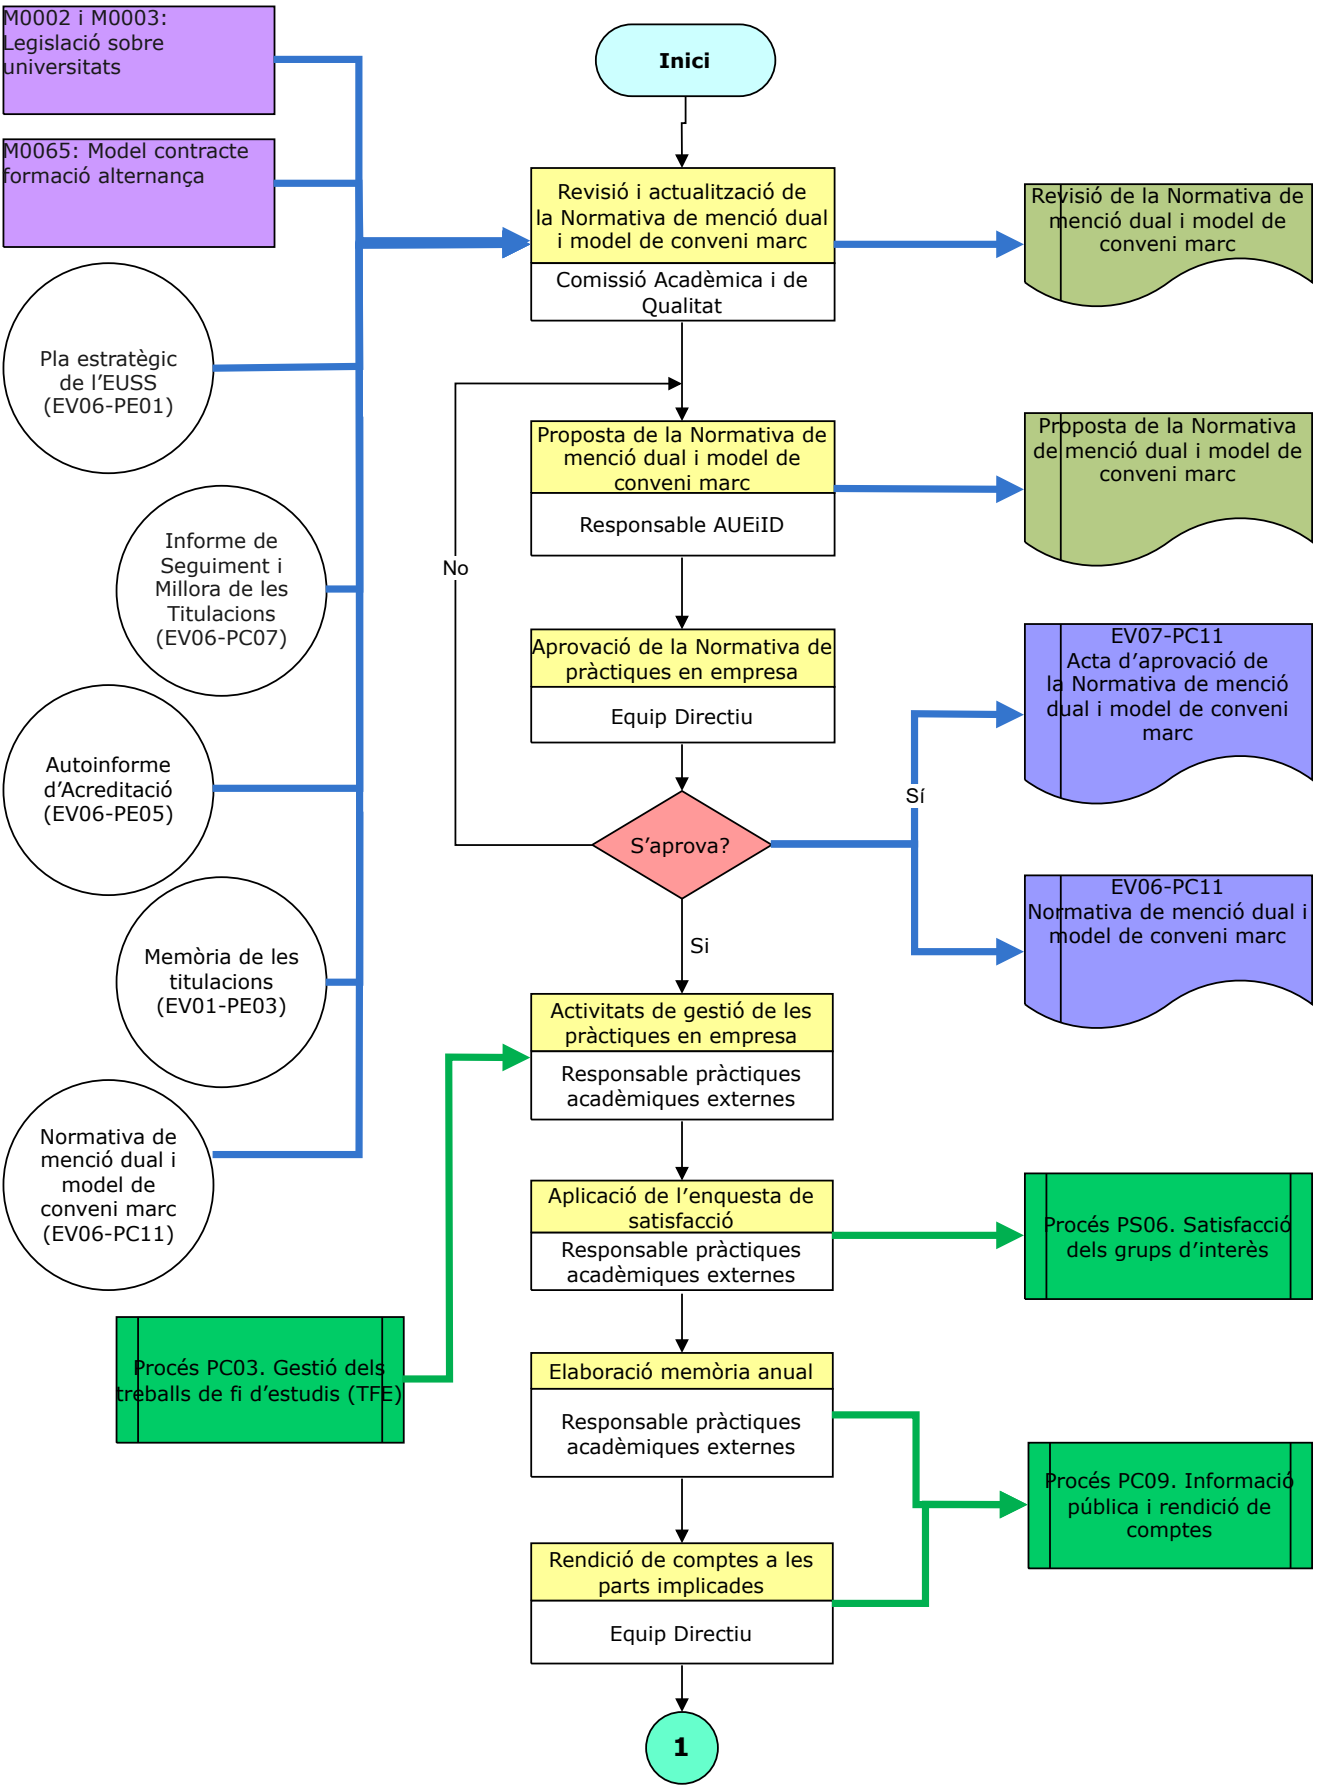 M0002 i M0003:
Legislació sobre
universitats
M0065: Model contracte
formació alternança
Pla estratègic
de l’EUSS
(EV06-PE01)
Informe de
Seguiment i
Millora de les
Titulacions
(EV06-PC07)
Autoinforme
d’Acreditació
(EV06-PE05)
Memòria de les
titulacions
(EV01-PE03)
Normativa de
menció dual i
model de
conveni marc
(EV06-PC11)
Procés PC03. Gestió dels
treballs de fi d’estudis (TFE)
Inici
Revisió i actualització de
la Normativa de menció dual
i model de conveni marc
Comissió Acadèmica i de
Qualitat
Proposta de la Normativa de
menció dual i model de
conveni marc
Responsable AUEiID
No
Aprovació de la Normativa de
pràctiques en empresa
Equip Directiu
S’aprova?
Sí
Si
Activitats de gestió de les
pràctiques en empresa
Responsable pràctiques
acadèmiques externes
Aplicació de l’enquesta de
satisfacció
Responsable pràctiques
acadèmiques externes
Elaboració memòria anual
Responsable pràctiques
acadèmiques externes
Rendició de comptes a les
parts implicades
Equip Directiu
1
Revisió de la Normativa de
menció dual i model de
conveni marc
Proposta de la Normativa
de menció dual i model de
conveni marc
EV07-PC11
Acta d’aprovació de
la Normativa de menció
dual i model de conveni
marc
EV06-PC11
Normativa de menció dual i
model de conveni marc
Procés PS06. Satisfacció
dels grups d’interès
Procés PC09. Informació
pública i rendició de
comptes